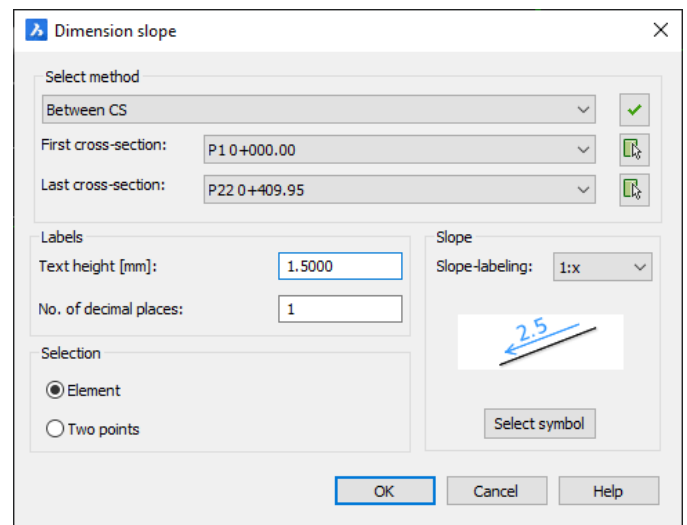 Dimension slope
Select method
Between CS
First cross-section: P1 0+000.00
Last cross-section: P22 0+409.95
Labels
Text height [mm]: 1.5000
No. of decimal places: 1
Slope
Slope-labeling: 1:x
2.5
Select symbol
Selection
Element
Two points
OK Cancel Help